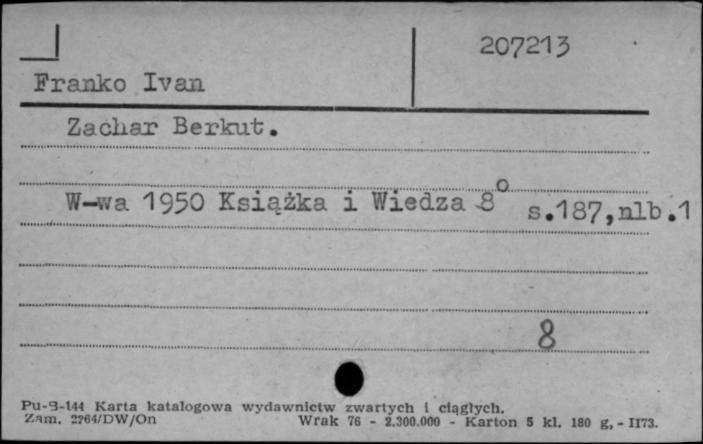 207213
Franko Ivan
Zachar Berkut.
W-wa 1950 Książka i Wiedza 8° s.187,nlb.1
8
Pu-B-144 Karta katalogowa wydawnictw zwartych i ciągłych.
Zam. 2264/DW/On Wrak 76 - 2.300.000 - Karton 5 kl. 180 g, - II73.